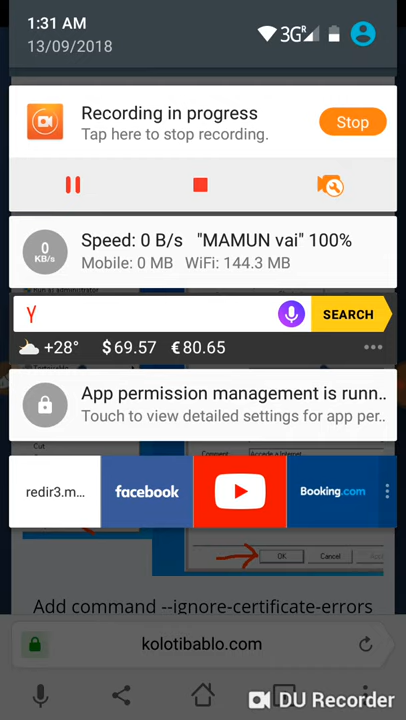 1:31 AM
13/09/2018
3G R
Recording in progress
Tap here to stop recording.
Stop
0
KB/s
Speed: 0 B/s "MAMUN vai" 100%
Mobile: 0 MB WiFi: 144.3 MB
Y
SEARCH
+28° $69.57 €80.65
App permission management is runn..
Touch to view detailed settings for app per..
redir3.m...
facebook
Booking.com
Cut
OK
Cancel
Add command --ignore-certificate-errors
kolotibablo.com
DU Recorder